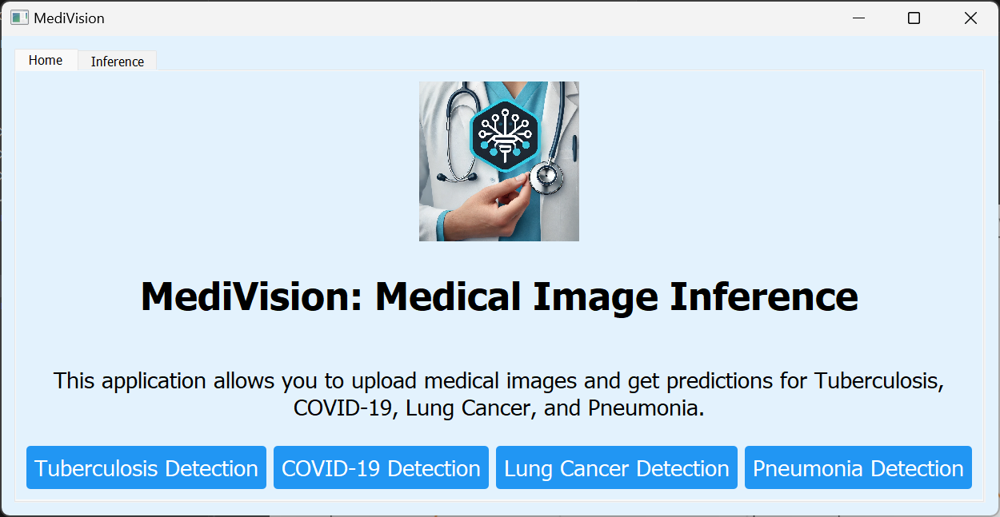 MediVision
Home
Inference
MediVision: Medical Image Inference
This application allows you to upload medical images and get predictions for Tuberculosis,
COVID-19, Lung Cancer, and Pneumonia.
Tuberculosis Detection
COVID-19 Detection
Lung Cancer Detection
Pneumonia Detection